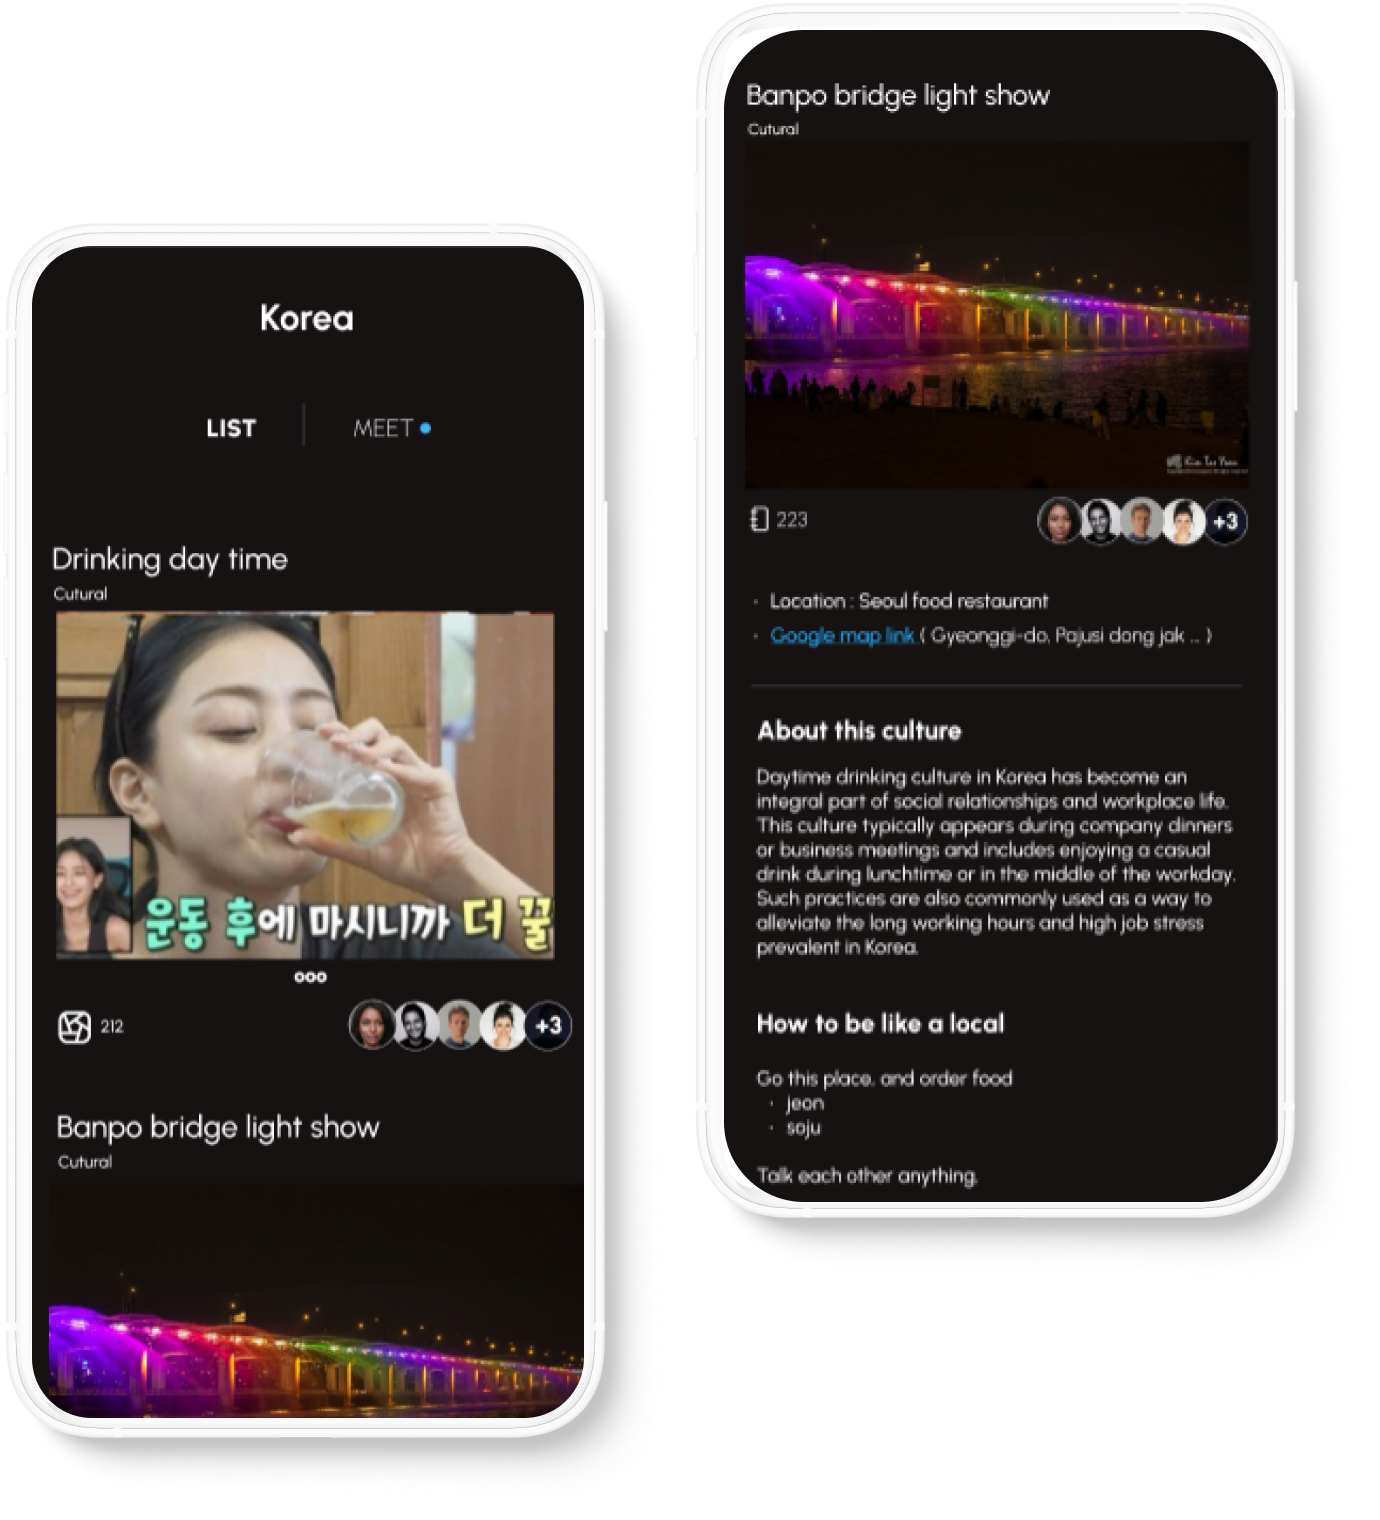 Korea
LIST
MEET
Drinking day time
Cutural
운동 후에 마시니까 더 꿀
212
+3
Banpo bridge light show
Cutural
Banpo bridge light show
Cutural
223
+3
Location : Seoul food restaurant
Google map link ( Gyeonggi-do, Pajusi dong jak ... )
About this culture
Daytime drinking culture in Korea has become an
integral part of social relationships and workplace life.
This culture typically appears during company dinners
or business meetings and includes enjoying a casual
drink during lunchtime or in the middle of the workday.
Such practices are also commonly used as a way to
alleviate the long working hours and high job stress
prevalent in Korea.
How to be like a local
Go this place, and order food
jeon
soju
Talk each other anything.